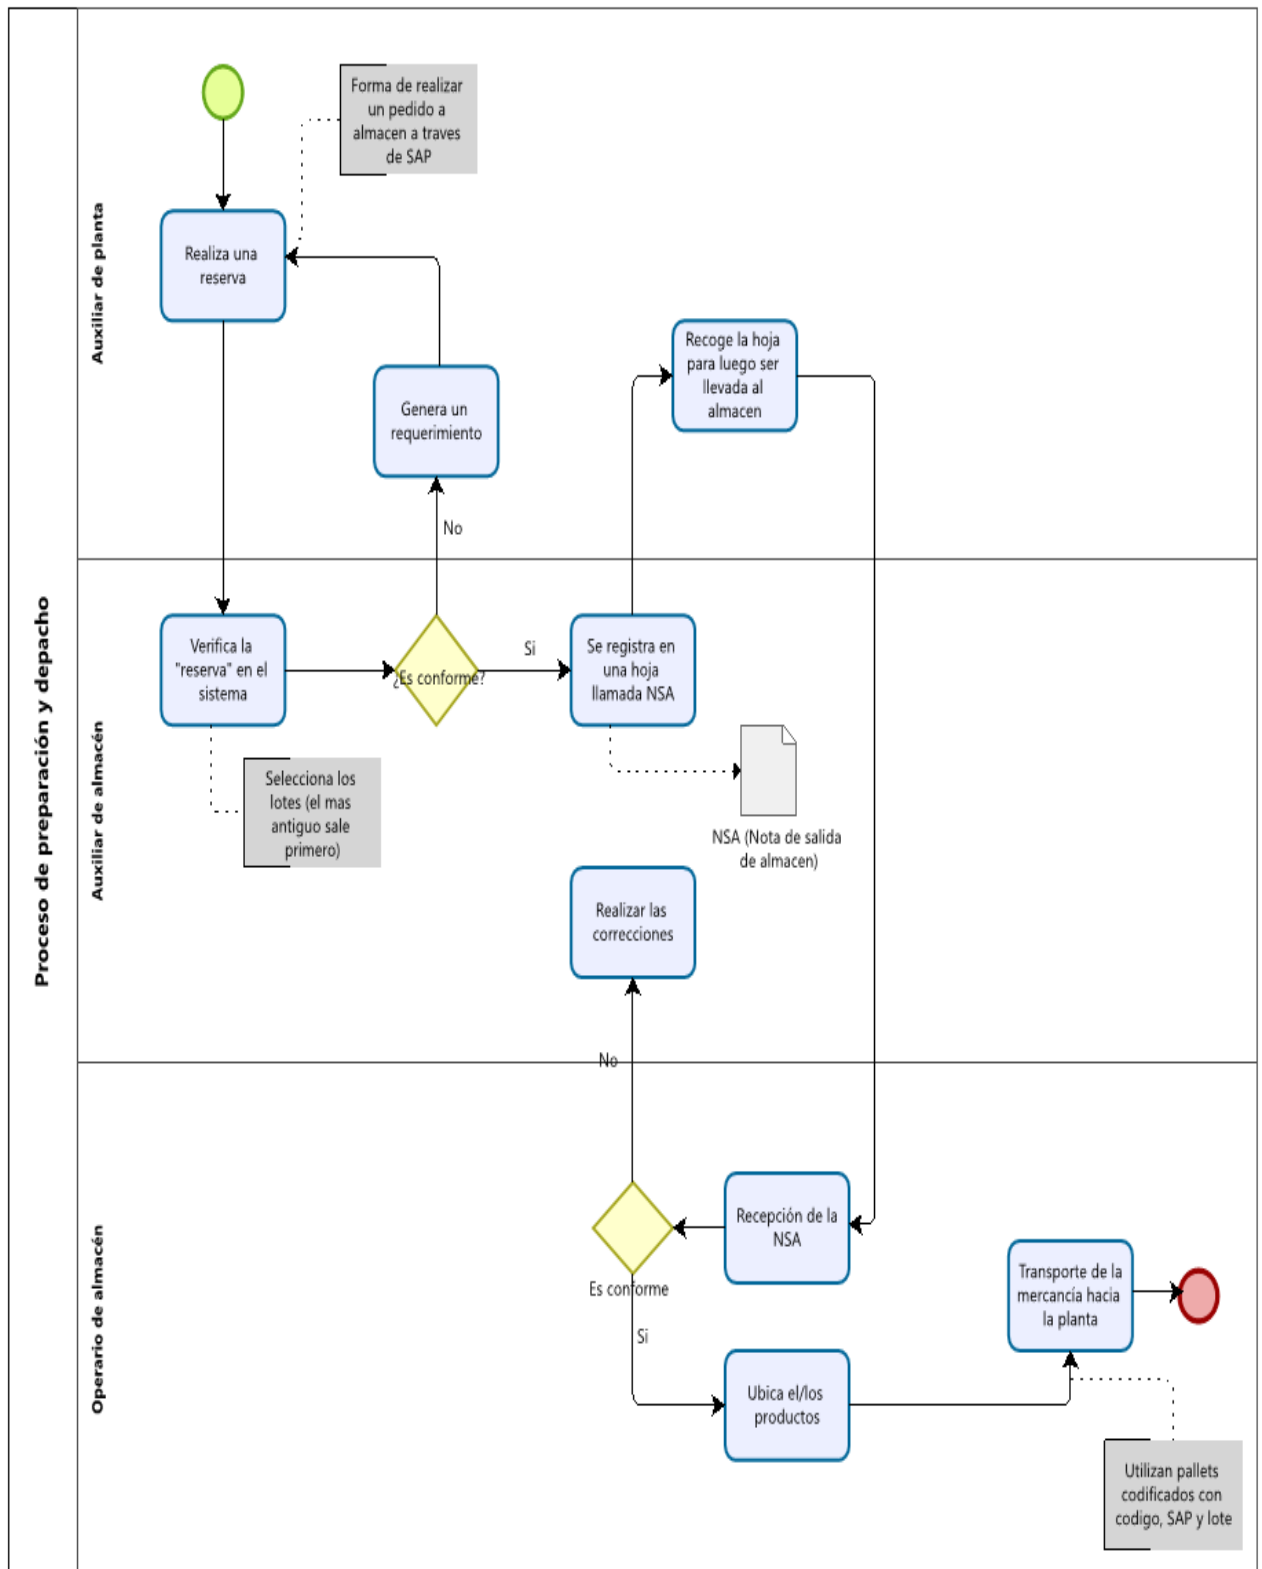 Proceso de preparación y depacho
Auxiliar de planta
Forma de realizar
un pedido a
almacen a traves
de SAP
Realiza una
reserva
Genera un
requerimiento
No
Recoge la hoja
para luego ser
llevada al
almacen
Auxiliar de almacén
Verifica la
"reserva" en el
sistema
¿Es conforme?
Si
Se registra en
una hoja
llamada NSA
Selecciona los
lotes (el mas
antiguo sale
primero)
NSA (Nota de salida
de almacen)
Realizar las
correcciones
No
Operario de almacén
Recepción de la
NSA
Es conforme
Si
Ubica el/los
productos
Transporte de la
mercancía hacia
la planta
Utilizan pallets
codificados con
codigo, SAP y lote